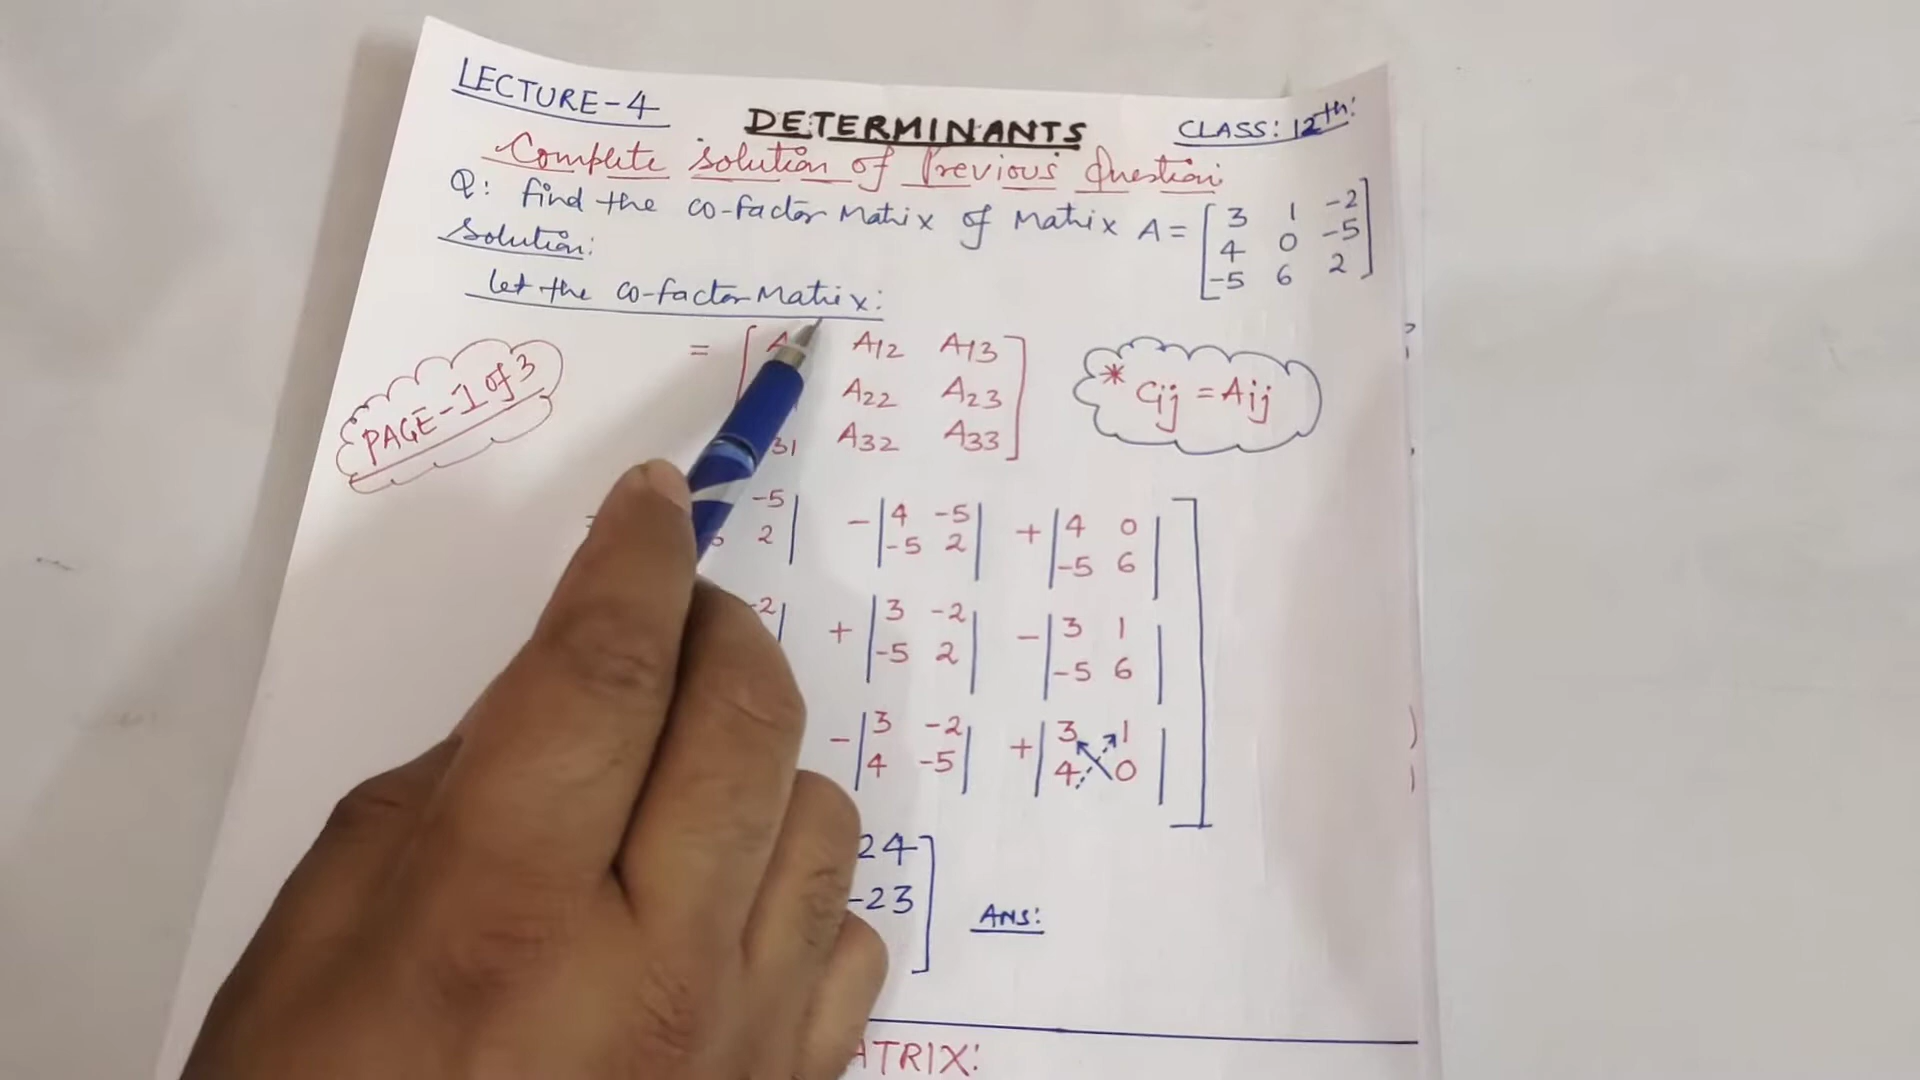 LECTURE-4
DETERMINANTS
CLASS: 12th:
Complete solution of Previous Question
Q: find the co-factor Matrix of Matrix A = [ 3 1 -2
4 0 -5
-5 6 2 ]
Solution:
let the co-factor Matrix:
= [ A A12 A13 ]
A22 A23
31 A32 A33
* Cij = Aij
PAGE-1 of 3
-5 | - | 4 -5 | + | 4 0 |
2 | | -5 2 | | -5 6 |
-2 | + | 3 -2 | - | 3 1 |
| -5 2 | | -5 6 |
- | 3 -2 | + | 3 1 |
| 4 -5 | | 4 0 |
24
-23
ANS:
ATRIX: